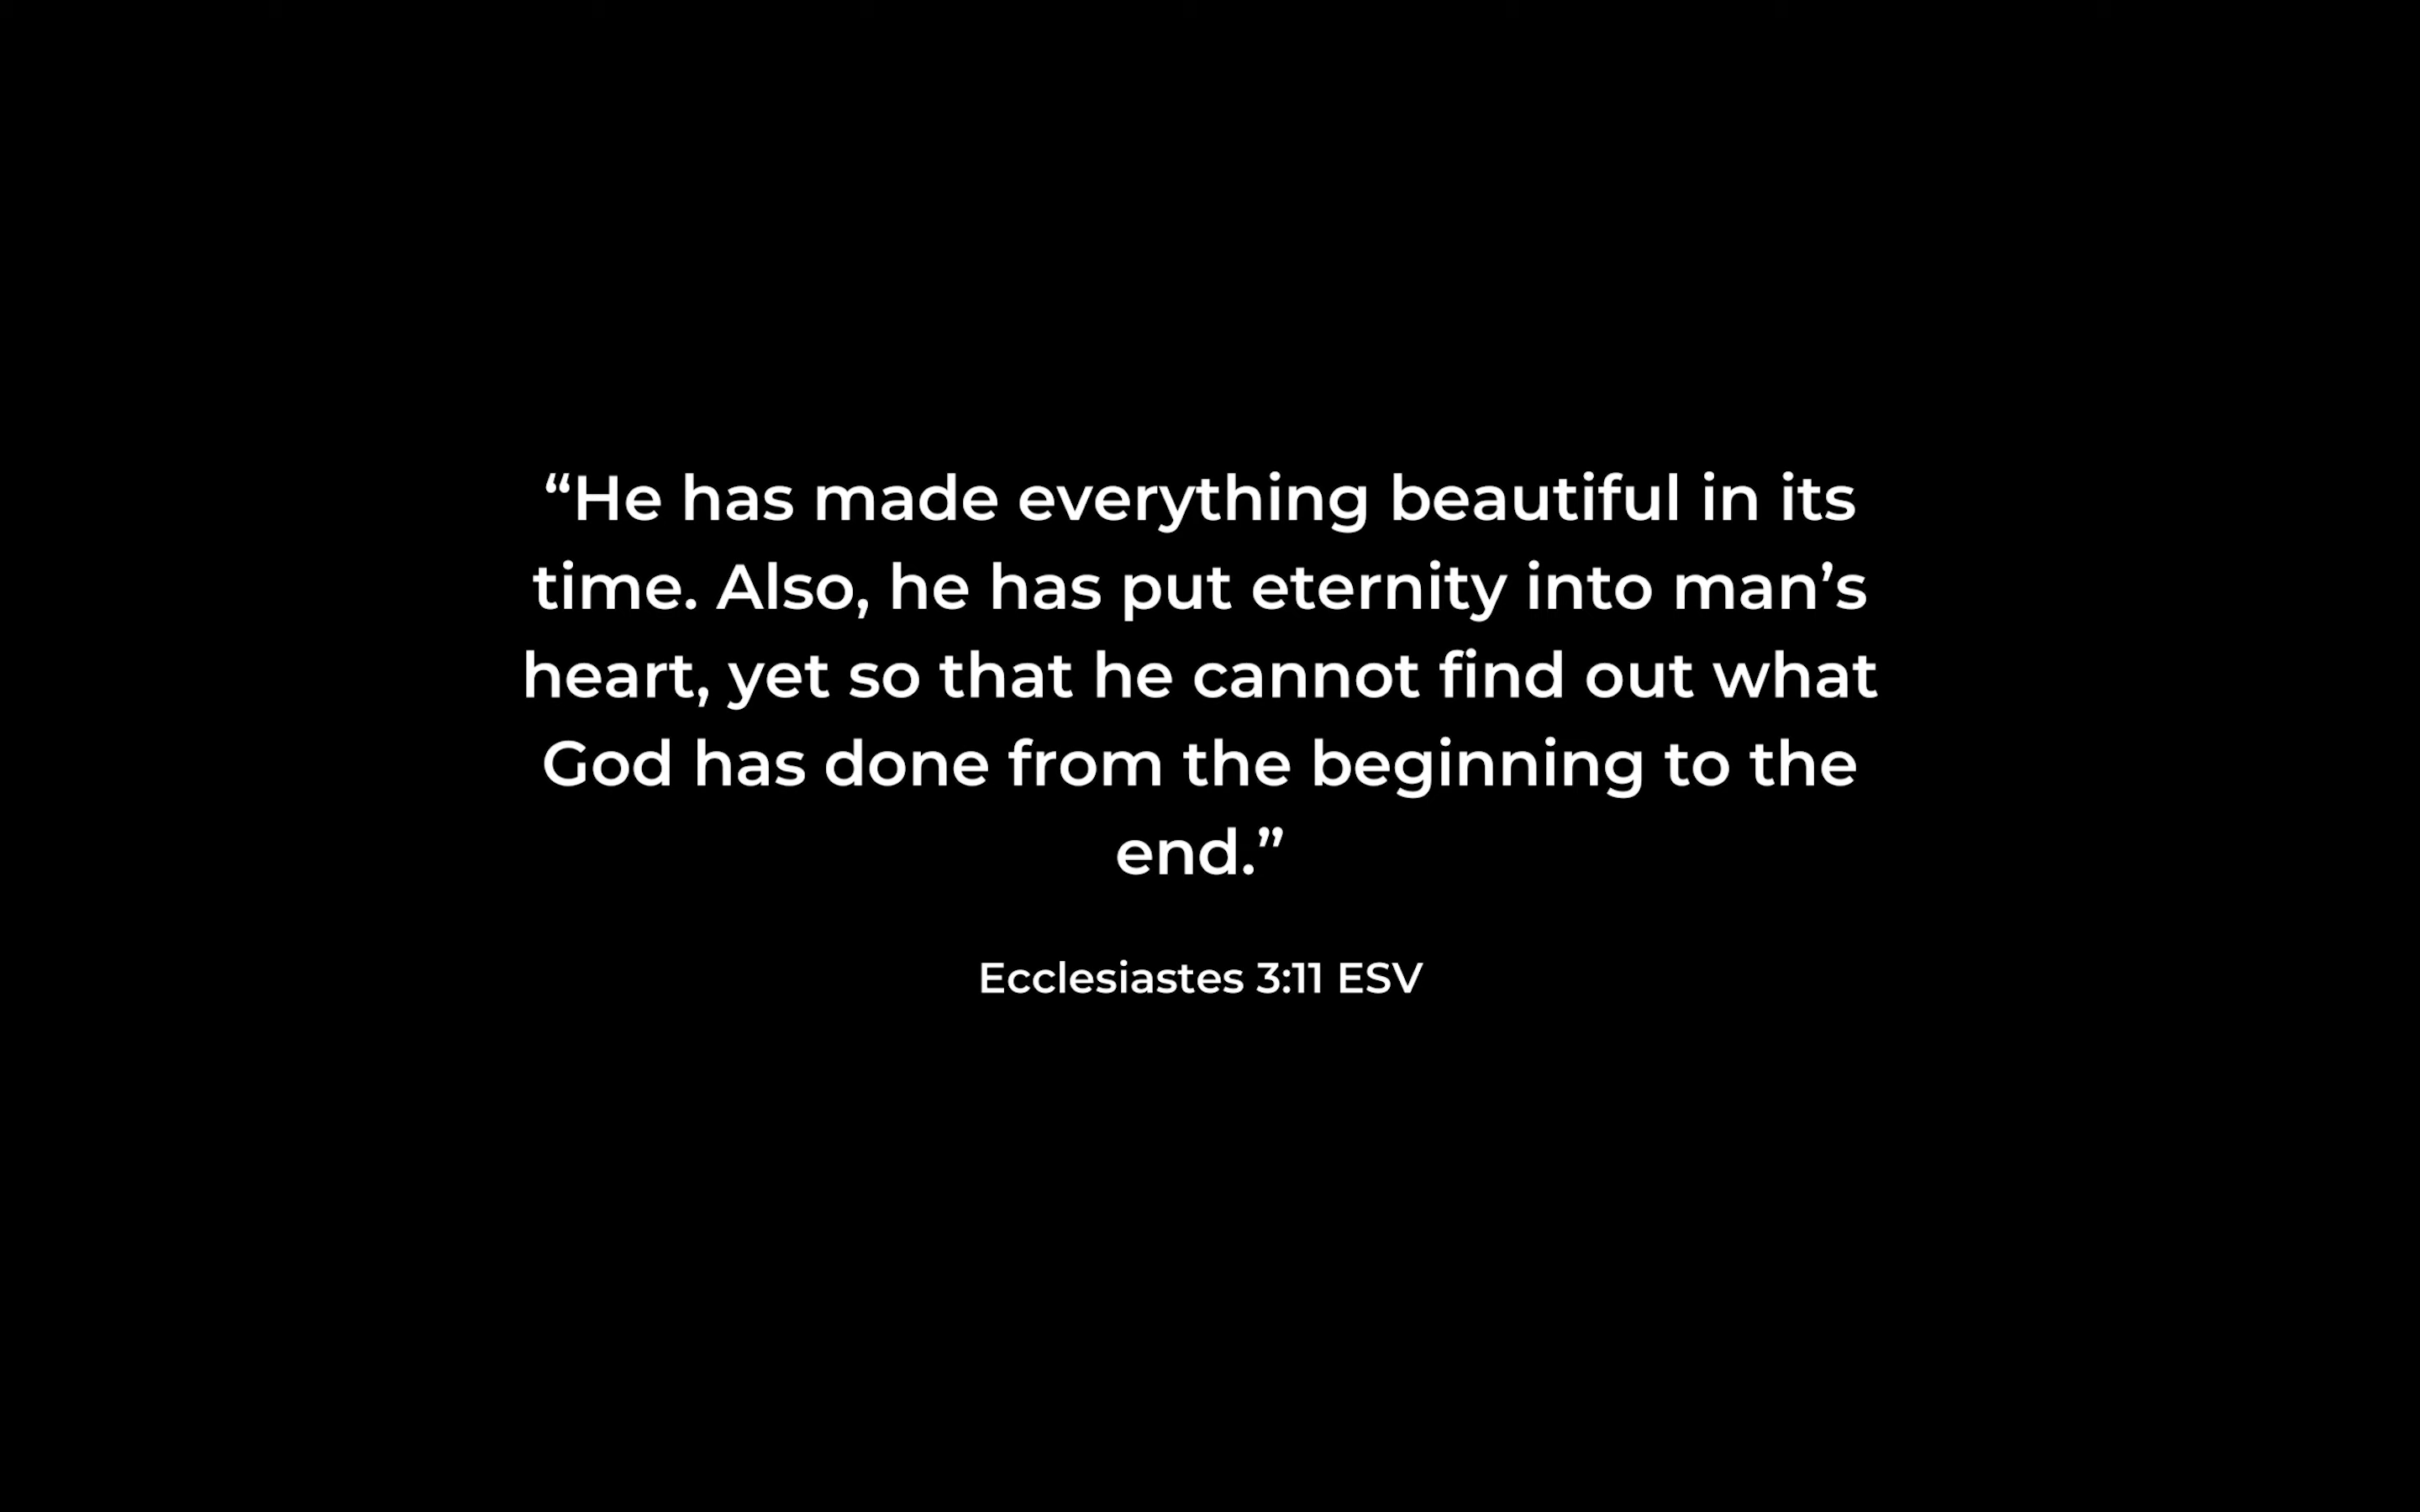 “He has made everything beautiful in its
time. Also, he has put eternity into man’s
heart, yet so that he cannot find out what
God has done from the beginning to the
end.”
Ecclesiastes 3:11 ESV